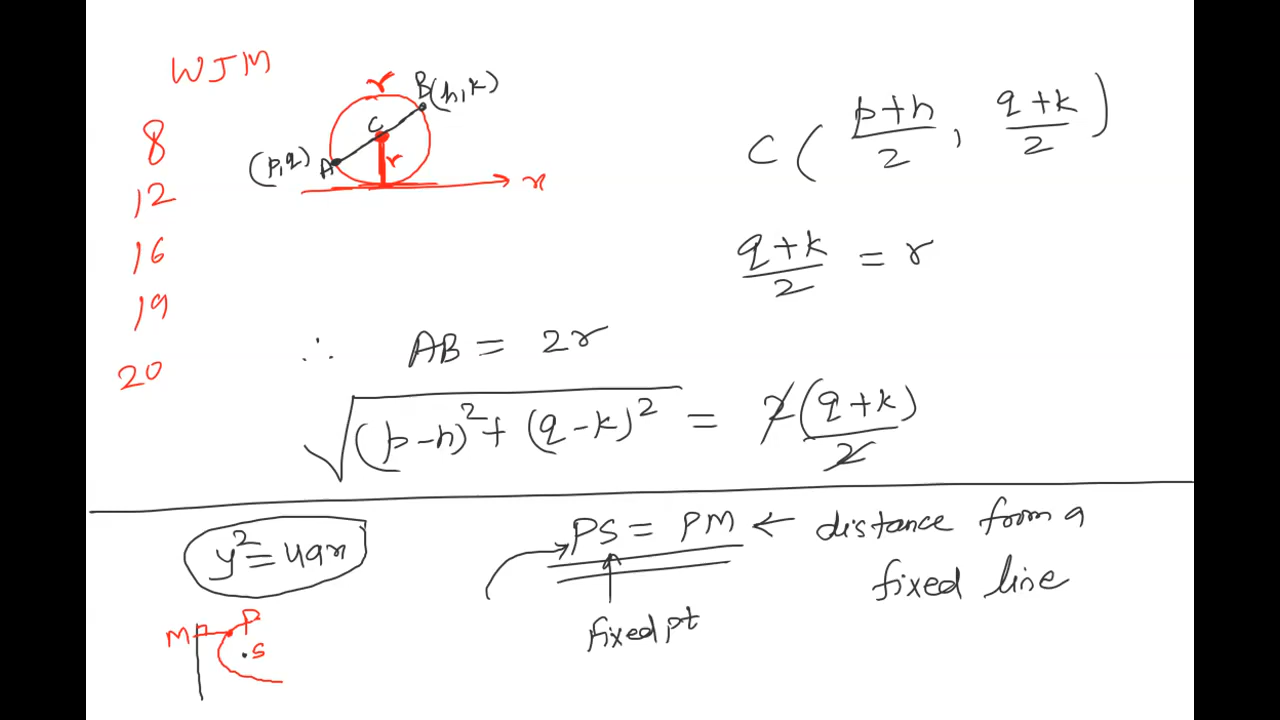 WJM
8
12
16
19
20
r
B(h,k)
C
r
(p,q) A
x
C ( p+h/2 , q+k/2 )
q+k/2 = r
∴ AB = 2r
√(p-h)²+(q-k)² = 2(q+k)/2
y²=4ax
PS = PM ← distance from a
fixed line
fixed pt
M P
S